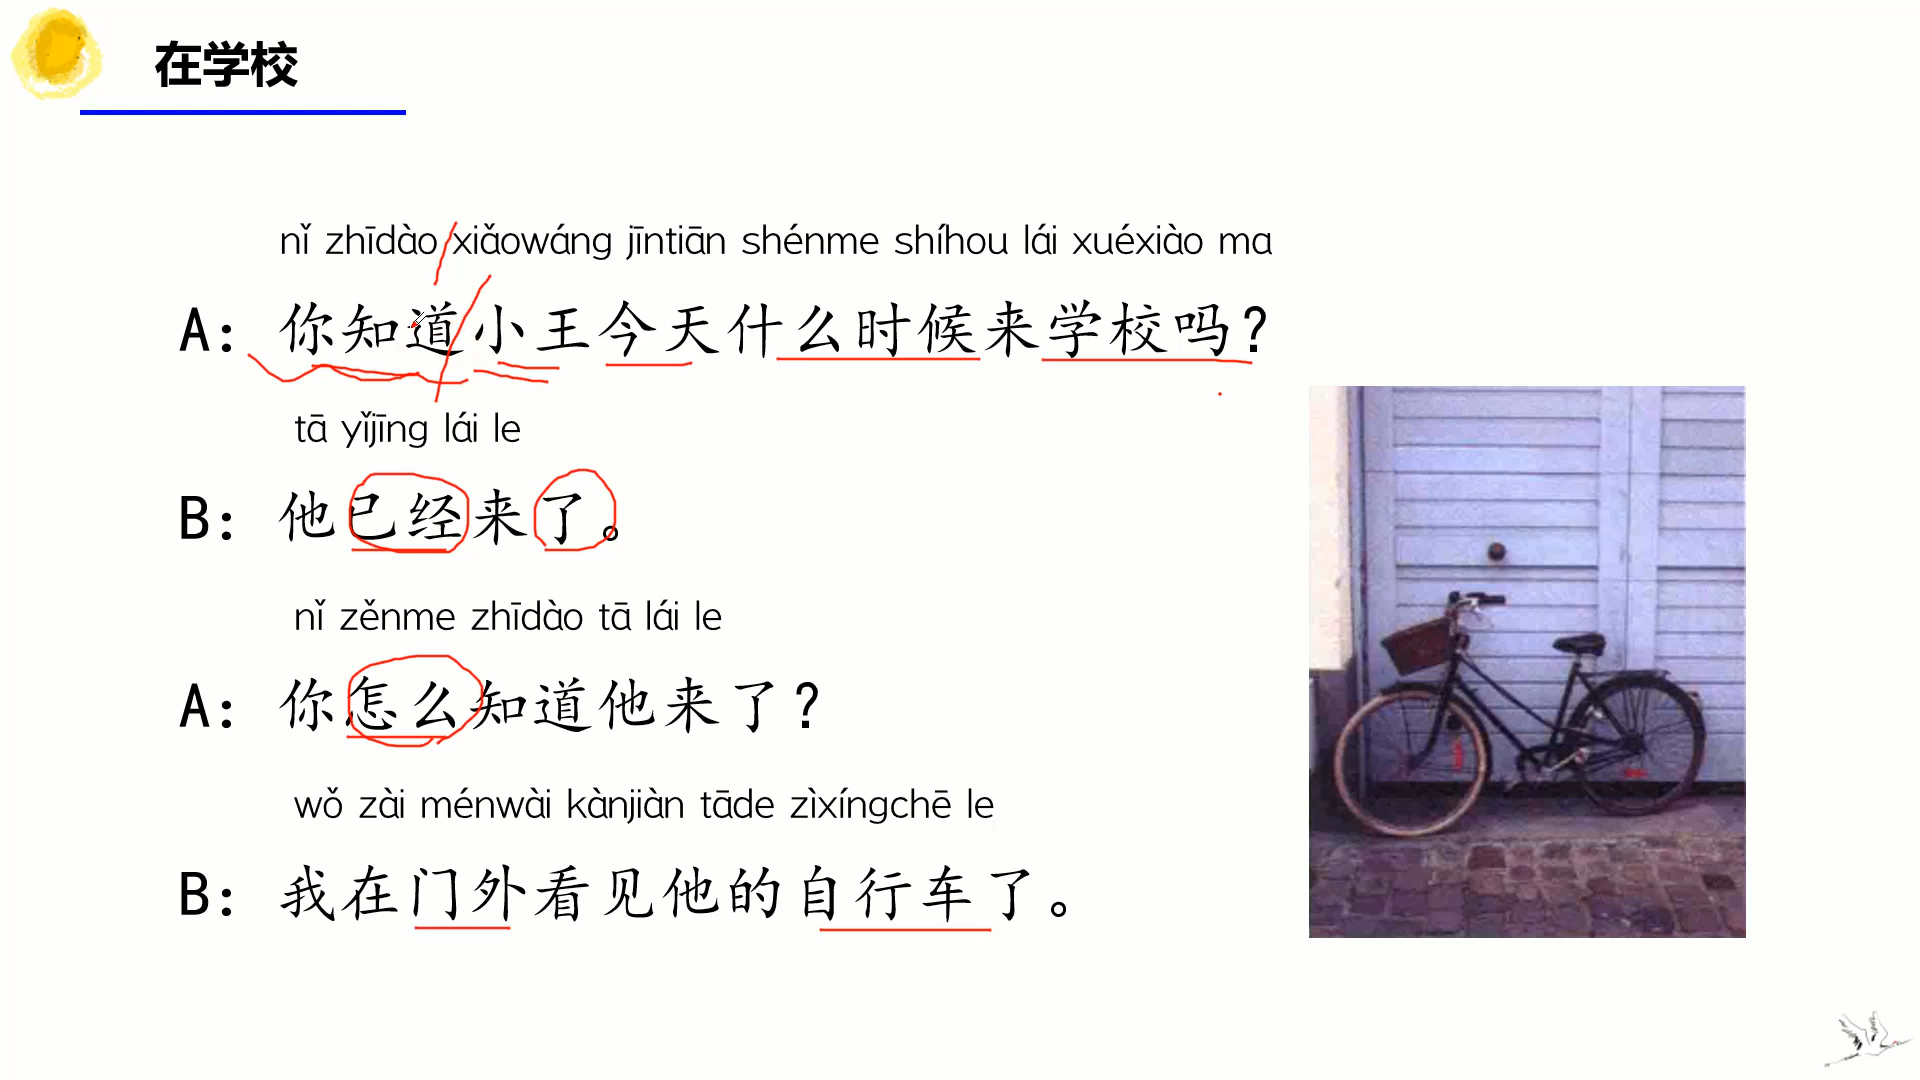 在学校
nǐ zhīdào xiǎowáng jīntiān shénme shíhou lái xuéxiào ma
A：你知道小王今天什么时候来学校吗？
tā yǐjīng lái le
B：他已经来了。
nǐ zěnme zhīdào tā lái le
A：你怎么知道他来了？
wǒ zài ménwài kànjiàn tāde zìxíngchē le
B：我在门外看见他的自行车了。